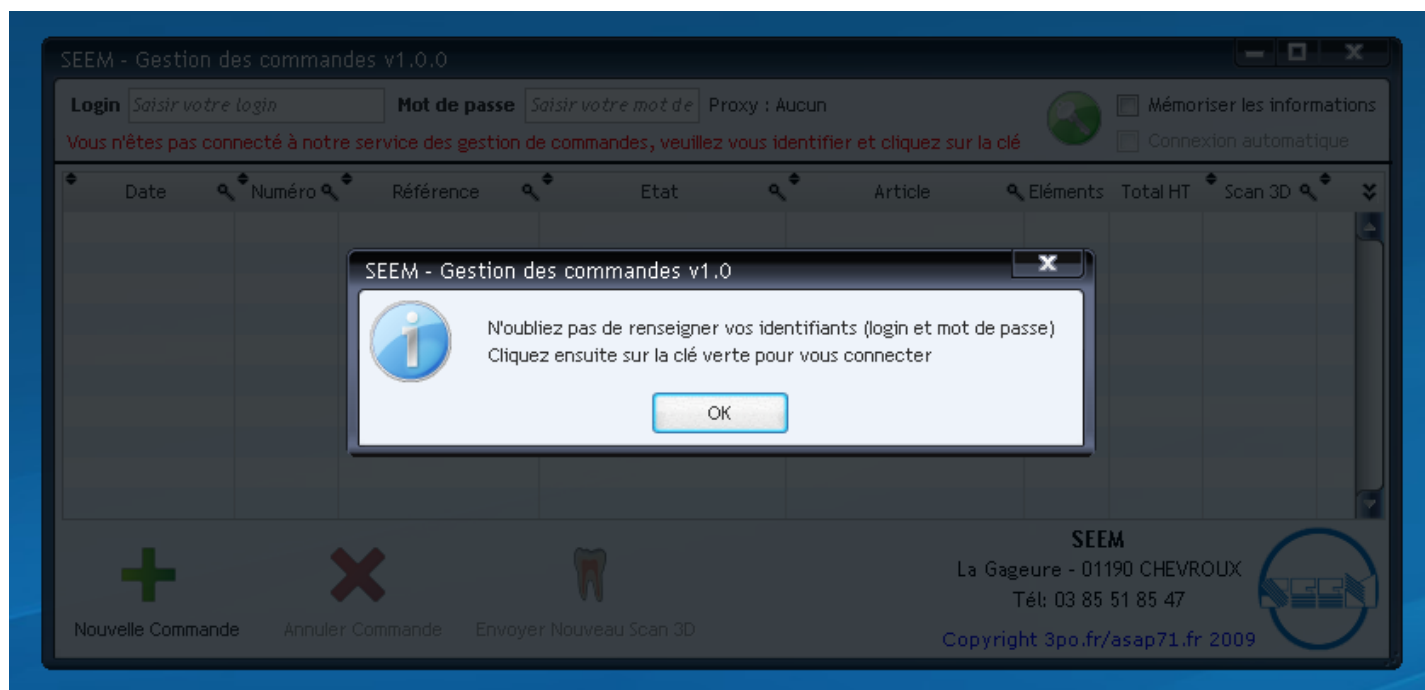 SEEM - Gestion des commandes v1.0.0
Login Saisir votre login Mot de passe Saisir votre mot de Proxy : Aucun Mémoriser les informations
Vous n'êtes pas connecté à notre service des gestion de commandes, veuillez vous identifier et cliquez sur la clé Connexion automatique
Date Numéro Référence Etat Article Eléments Total HT Scan 3D
SEEM - Gestion des commandes v1.0
N'oubliez pas de renseigner vos identifiants (login et mot de passe)
Cliquez ensuite sur la clé verte pour vous connecter
OK
Nouvelle Commande Annuler Commande Envoyer Nouveau Scan 3D
SEEM
La Gageure - 01190 CHEVROUX
Tél: 03 85 51 85 47
Copyright 3po.fr/asap71.fr 2009
SEEM